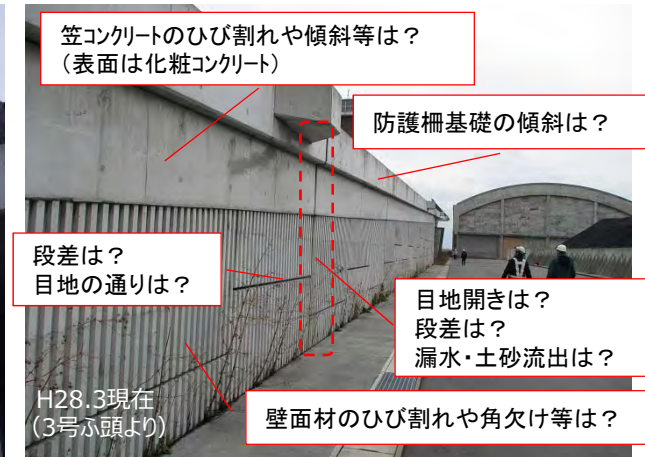 笠コンクリートのひび割れや傾斜等は？
（表面は化粧コンクリート）
防護柵基礎の傾斜は？
段差は？
目地の通りは？
目地開きは？
段差は？
漏水・土砂流出は？
H28.3現在
(3号ふ頭より)
壁面材のひび割れや角欠け等は？